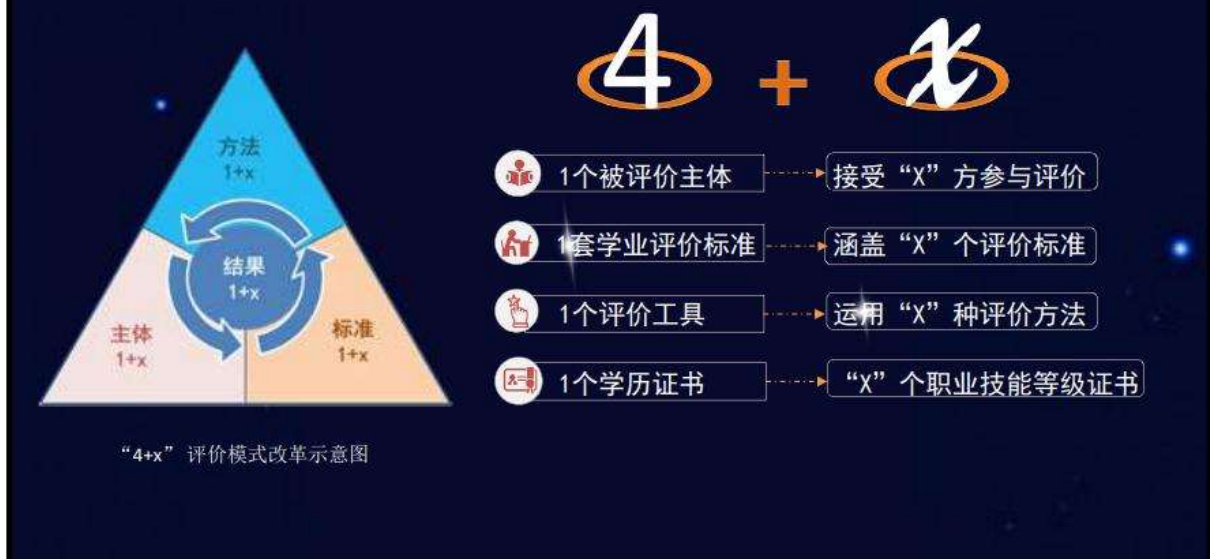 4 + x
方法
1+x
结果
1+x
主体
1+x
标准
1+x
“4+x” 评价模式改革示意图
1个被评价主体
接受“X”方参与评价
1套学业评价标准
涵盖“X”个评价标准
1个评价工具
运用“X”种评价方法
1个学历证书
“X”个职业技能等级证书